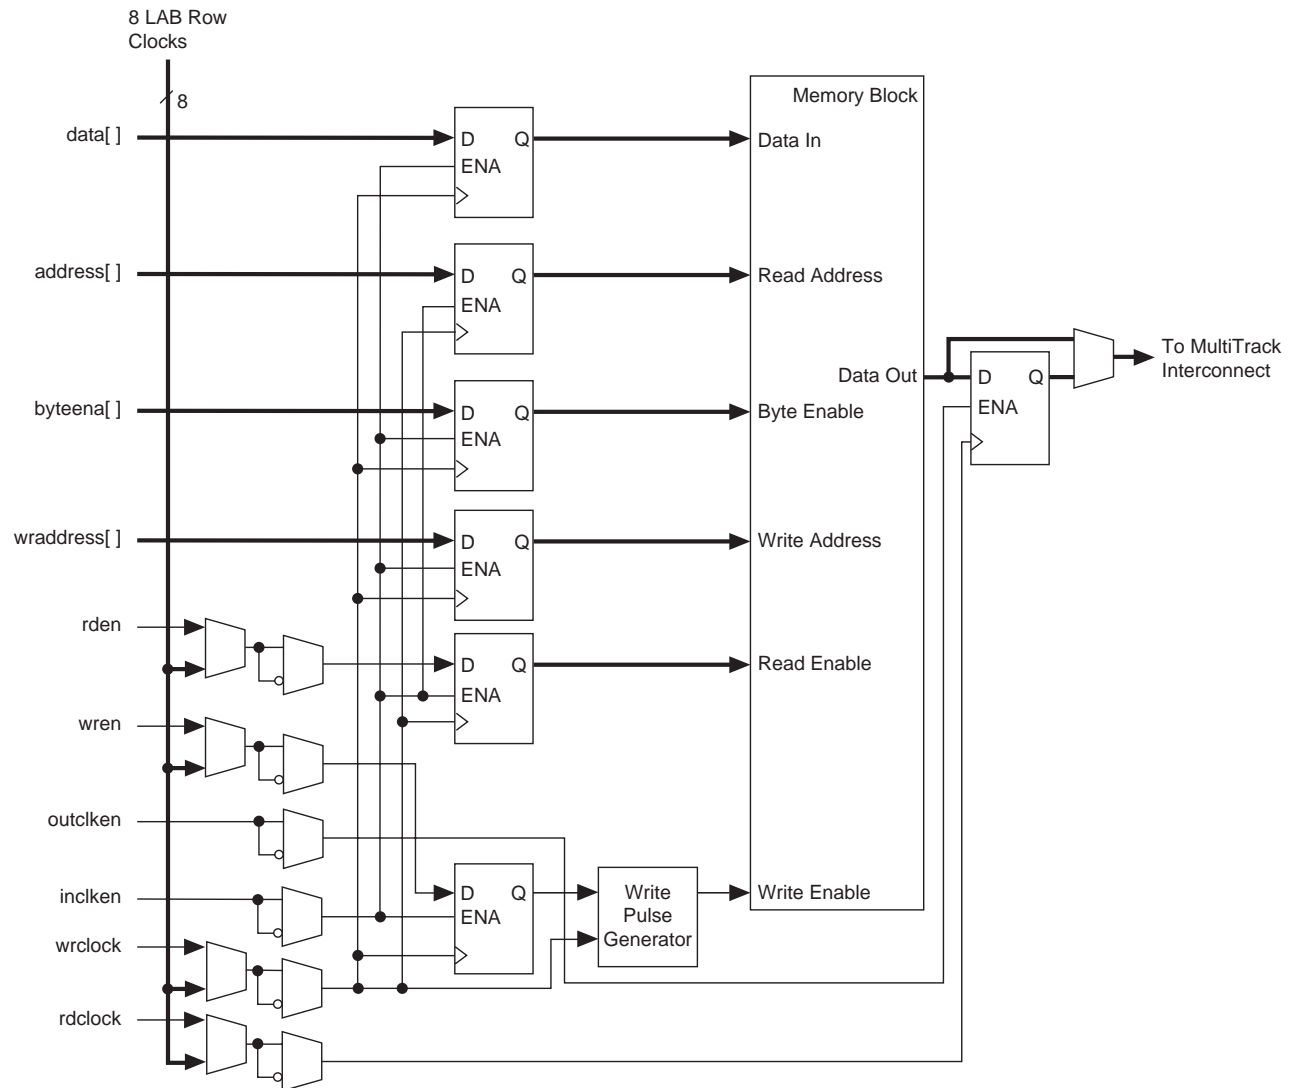 8 LAB Row
Clocks
8
Memory Block
data[ ]
D Q
Data In
ENA
address[ ]
D Q
Read Address
ENA
To MultiTrack
Interconnect
Data Out
D Q
ENA
byteena[ ]
D Q
Byte Enable
ENA
wraddress[ ]
D Q
Write Address
ENA
rden
D Q
Read Enable
ENA
wren
outclken
inclken
D Q
ENA
Write
Pulse
Generator
Write Enable
wrclock
rdclock